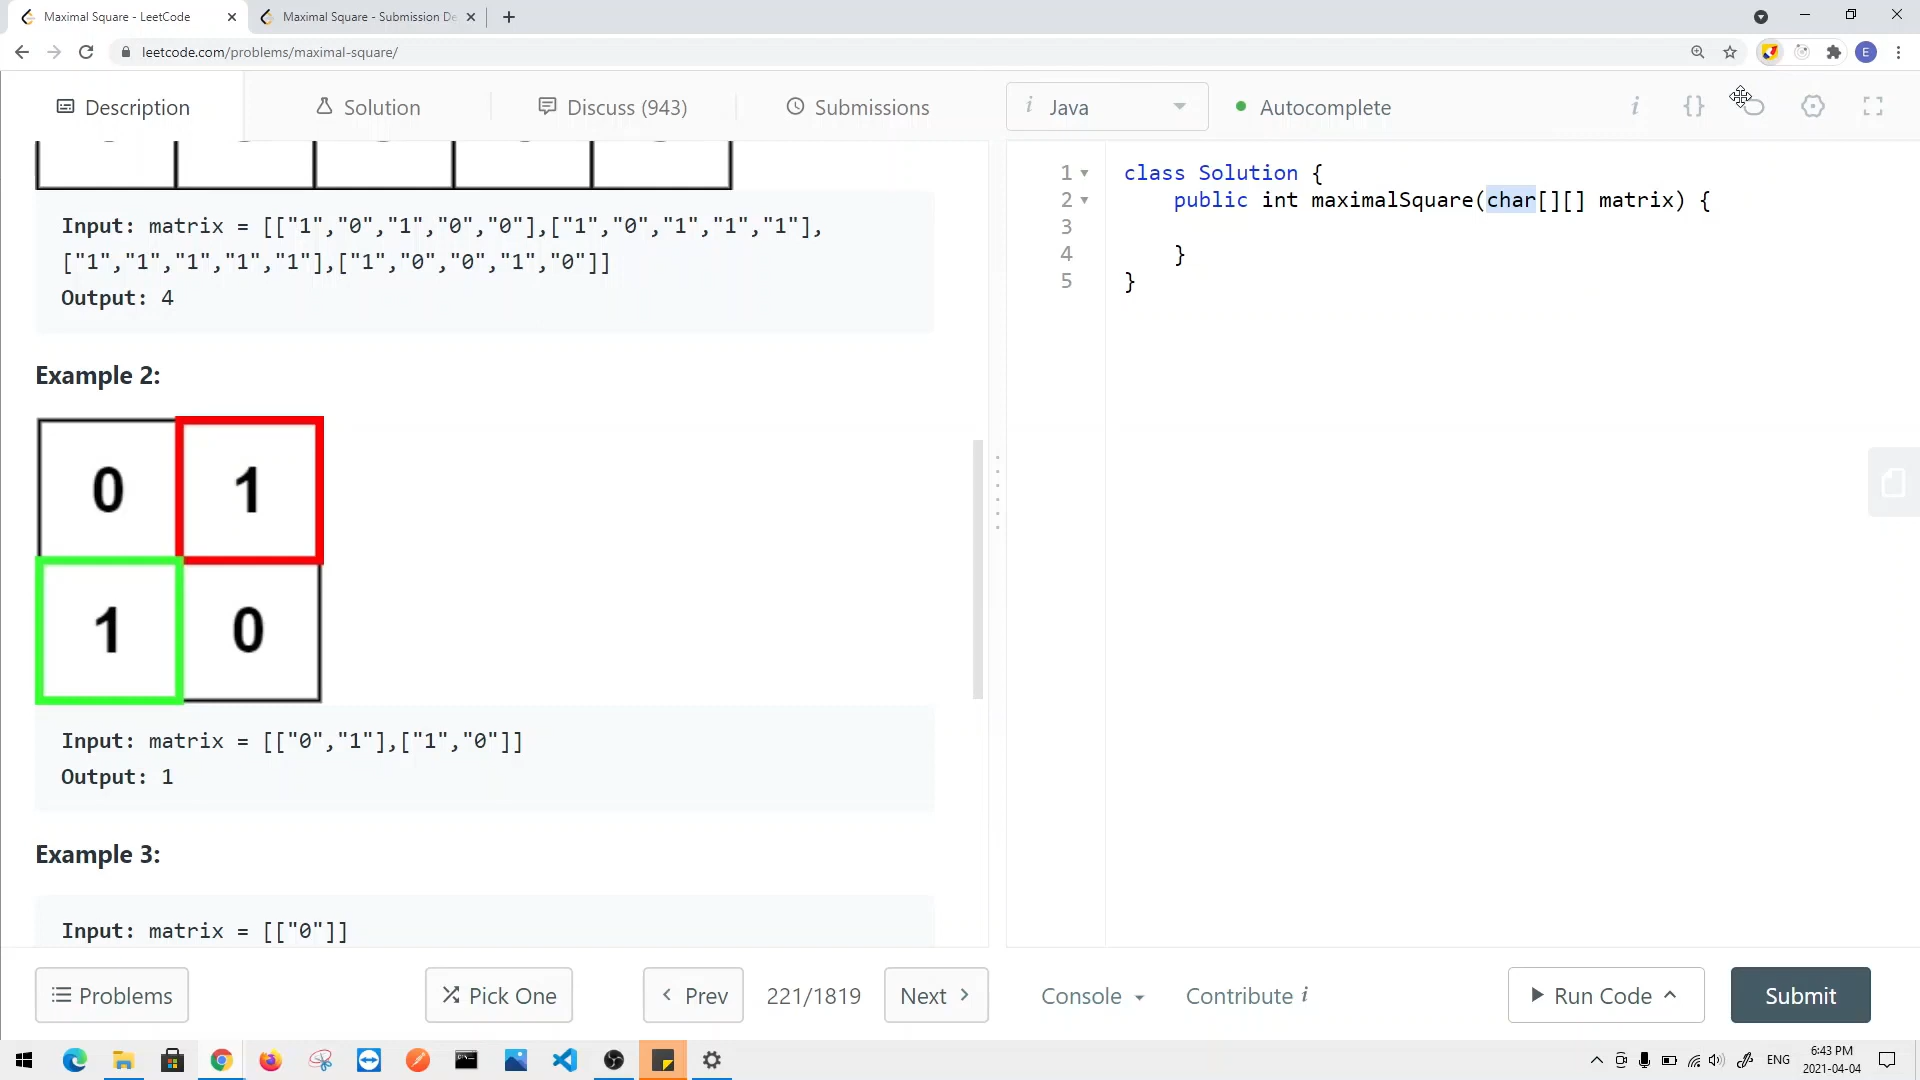 Maximal Square - LeetCode
Maximal Square - Submission De
leetcode.com/problems/maximal-square/
E
Description
Solution
Discuss (943)
Submissions
i Java
Autocomplete
i {}
Input: matrix = [["1","0","1","0","0"],["1","0","1","1","1"],
["1","1","1","1","1"],["1","0","0","1","0"]]
Output: 4
Example 2:
0 1
1 0
Input: matrix = [["0","1"],["1","0"]]
Output: 1
Example 3:
Input: matrix = [["0"]]
1 class Solution {
2 public int maximalSquare(char[][] matrix) {
3
4 }
5 }
Problems
Pick One
Prev
221/1819
Next
Console
Contribute i
Run Code
Submit
ENG
6:43 PM
2021-04-04